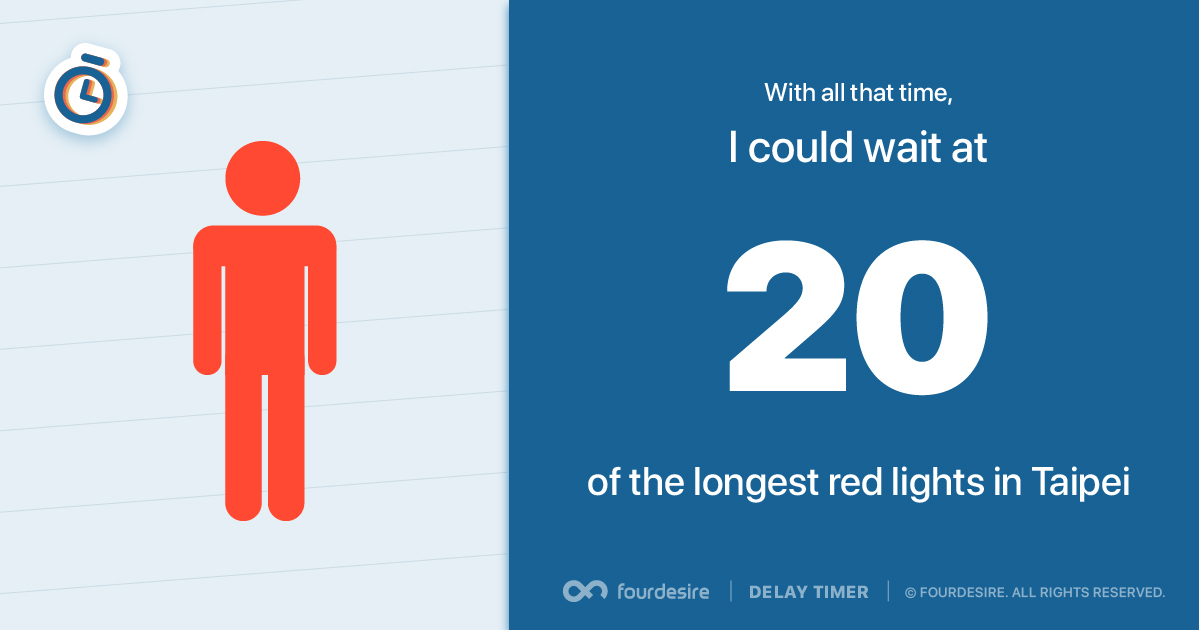 With all that time,
I could wait at
20
of the longest red lights in Taipei
fourdesire | DELAY TIMER | © FOURDESIRE. ALL RIGHTS RESERVED.